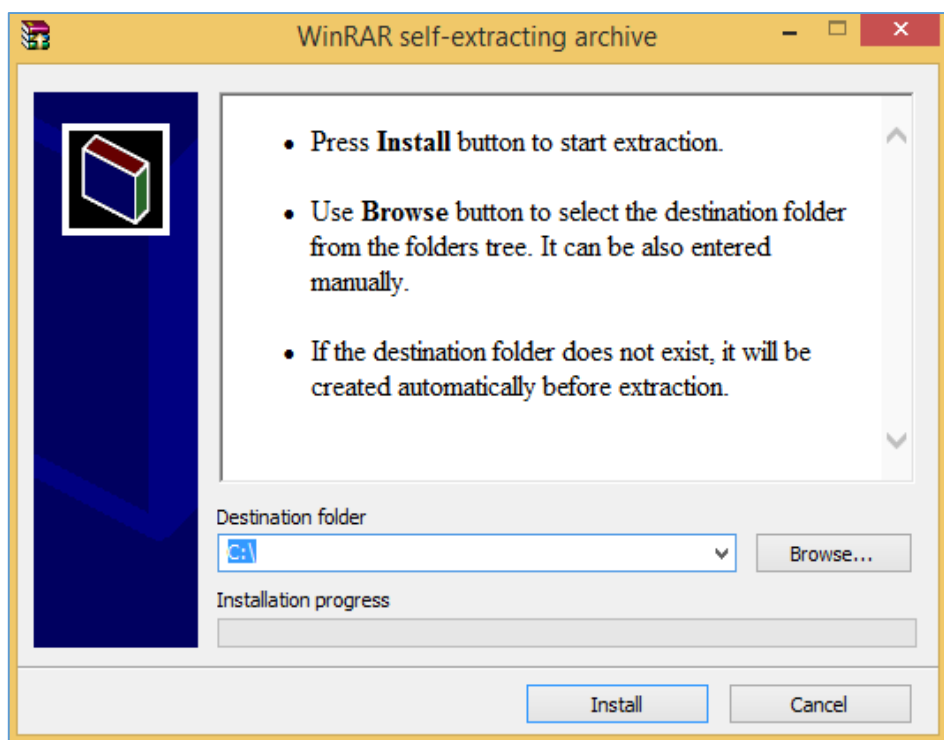 WinRAR self-extracting archive
Press Install button to start extraction.
Use Browse button to select the destination folder
from the folders tree. It can be also entered
manually.
If the destination folder does not exist, it will be
created automatically before extraction.
Destination folder
C:\
Browse...
Installation progress
Install
Cancel